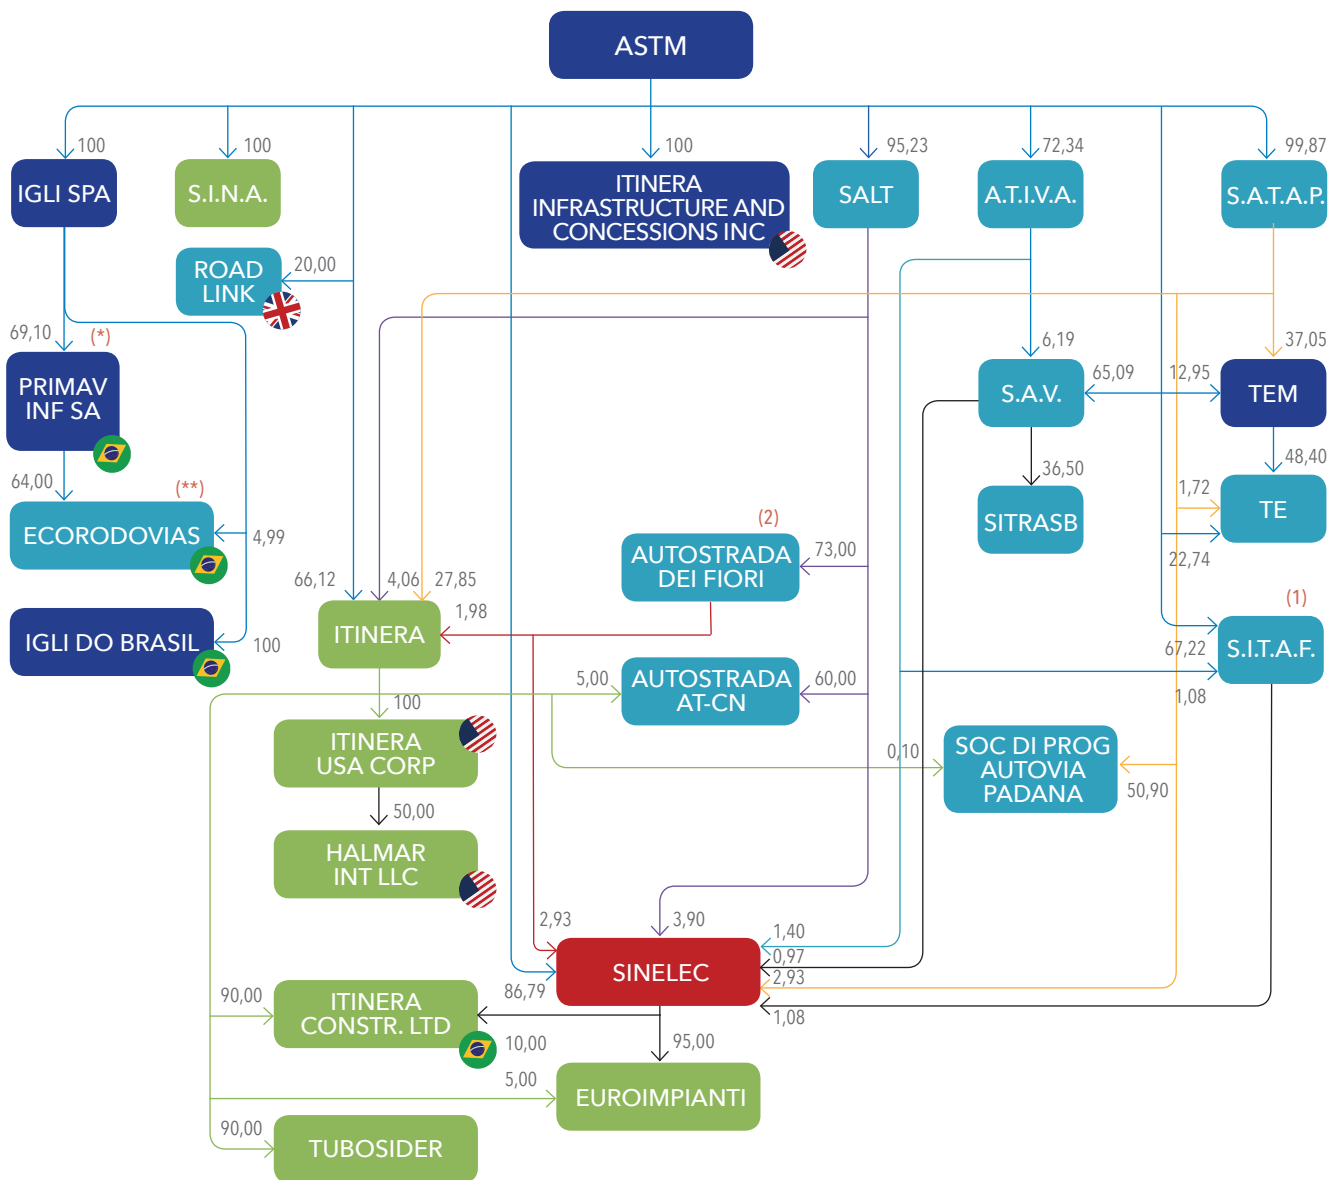 ASTM
100
100
100
95,23
72,34
99,87
IGLI SPA
S.I.N.A.
ITINERA
INFRASTRUCTURE AND
CONCESSIONS INC
SALT
A.T.I.V.A.
S.A.T.A.P.
ROAD
LINK
20,00
69,10
(*)
6,19
37,05
PRIMAV
INF SA
S.A.V.
65,09
12,95
TEM
64,00
(**)
36,50
48,40
ECORODOVIAS
4,99
SITRASB
1,72
TE
(2)
AUTOSTRADA
DEI FIORI
73,00
22,74
66,12
4,06
27,85
1,98
(1)
IGLI DO BRASIL
100
ITINERA
67,22
S.I.T.A.F.
5,00
AUTOSTRADA
AT-CN
60,00
1,08
100
ITINERA
USA CORP
0,10
SOC DI PROG
AUTOVIA
PADANA
50,90
50,00
HALMAR
INT LLC
2,93
3,90
1,40
0,97
SINELEC
2,93
86,79
1,08
90,00
ITINERA
CONSTR. LTD
10,00
95,00
5,00
EUROIMPIANTI
90,00
TUBOSIDER